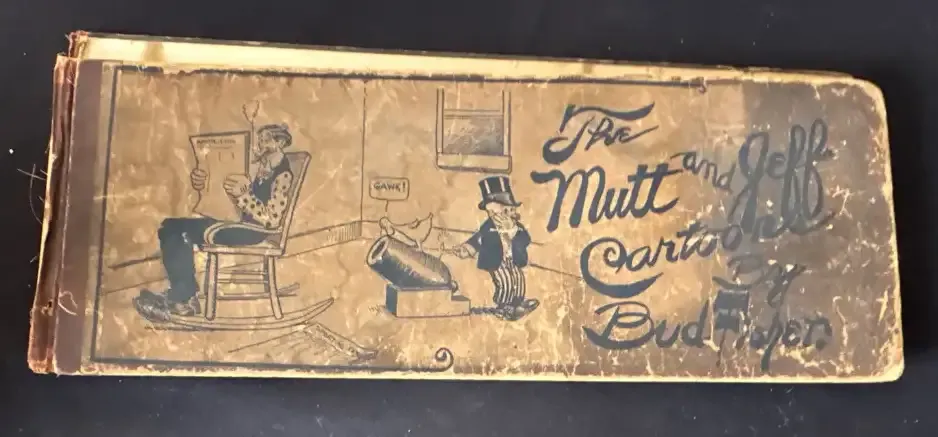 The
Mutt and Jeff
Cartoons
By
Bud Fisher.
GAWK!